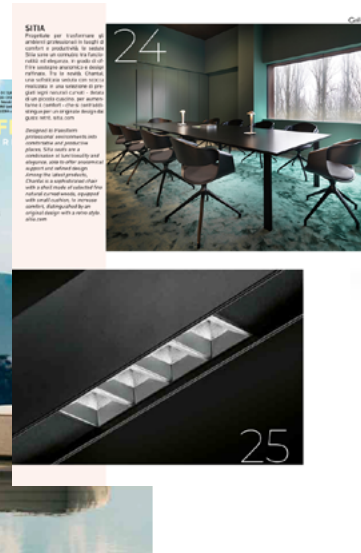 SITIA
Progettate per trasformare gli
ambienti professionali in luoghi di
comfort e produttività, le sedute
Sitia sono un connubio tra funzio-
nalità ed eleganza, in grado di of-
frire sostegno anatomico e design
raffinato. Tra le novità Chantal,
una sofisticata seduta con scocca
realizzata in una selezione di pre-
giati legni naturali curvati - dotata
di un piccolo cuscino, per aumen-
tarne il comfort - che si contraddi-
stingue per un originale design dal
gusto retrò. sitia.com
Designed to transform
professional environments into
comfortable and productive
places, Sitia seats are a
combination of functionality and
elegance, able to offer anatomical
support and refined design.
Among the latest products,
Chantal is a sophisticated chair
with a shell made of selected fine
natural curved woods, equipped
with small cushion, to increase
comfort, distinguished by an
original design with a retro style.
sitia.com
24
25